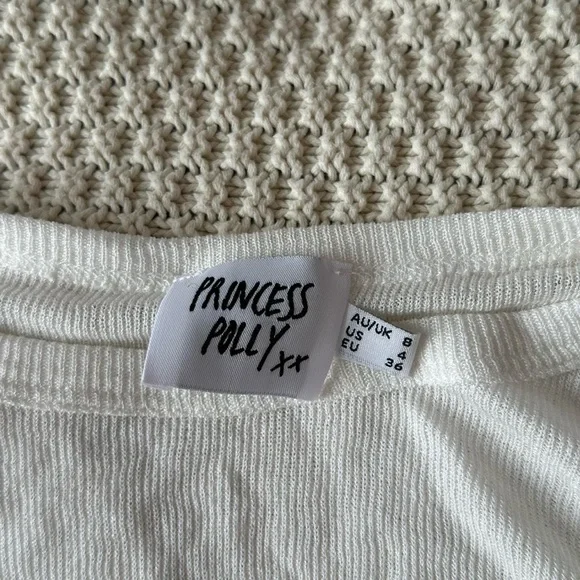 PRINCESS
POLLY xx
AU/UK 8
US 4
EU 36